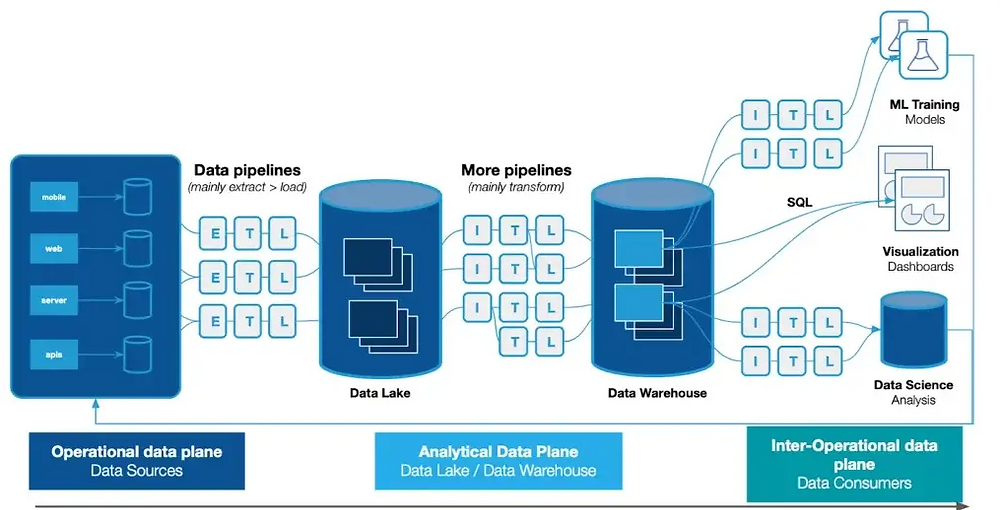 ML Training
Models
I T L
I T L
Data pipelines
(mainly extract > load)
More pipelines
(mainly transform)
mobile
web
server
apis
E T L
E T L
E T L
I T L
I T L
I T L
T L
SQL
Visualization
Dashboards
I T L
I T L
Data Lake
Data Warehouse
Data Science
Analysis
Operational data plane
Data Sources
Analytical Data Plane
Data Lake / Data Warehouse
Inter-Operational data
plane
Data Consumers